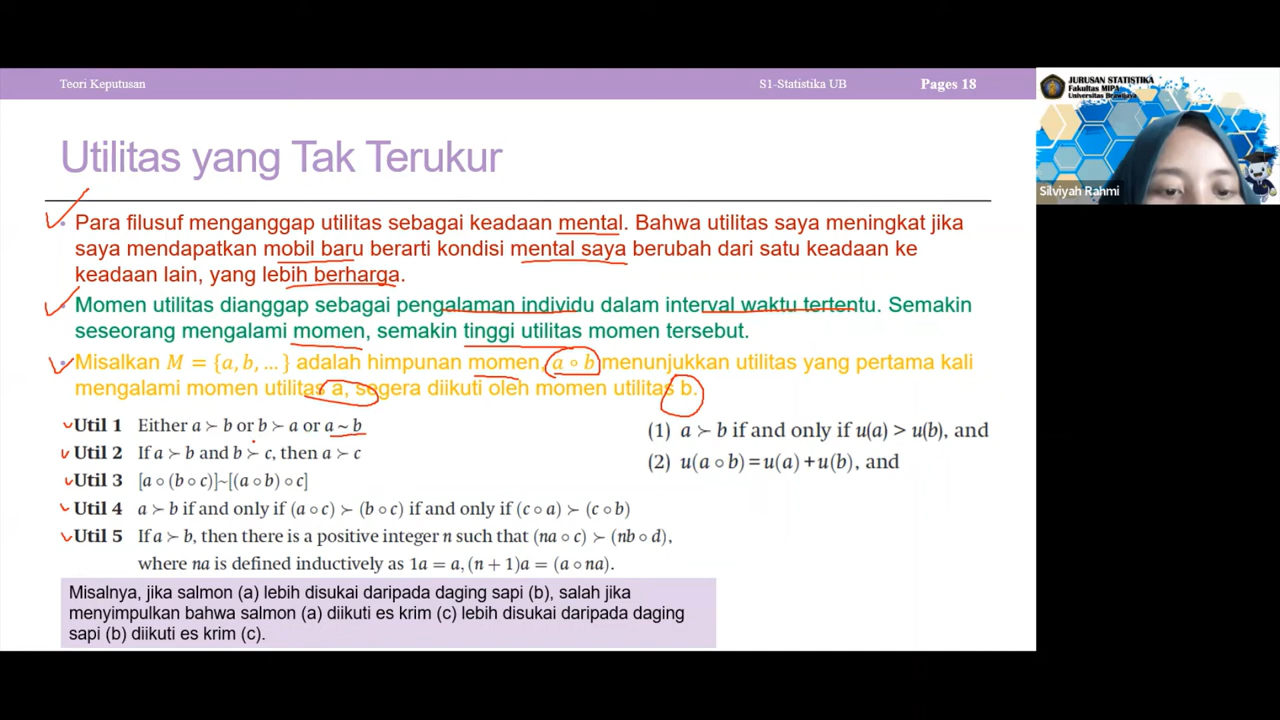 Teori Keputusan S1-Statistika UB Pages 18
JURUSAN STATISTIKA
Fakultas MIPA
Universitas Brawijaya
Silviyah Rahmi
Utilitas yang Tak Terukur
• Para filusuf menganggap utilitas sebagai keadaan mental. Bahwa utilitas saya meningkat jika
saya mendapatkan mobil baru berarti kondisi mental saya berubah dari satu keadaan ke
keadaan lain, yang lebih berharga.
• Momen utilitas dianggap sebagai pengalaman individu dalam interval waktu tertentu. Semakin
seseorang mengalami momen, semakin tinggi utilitas momen tersebut.
• Misalkan M = {a, b, …} adalah himpunan momen, a ∘ b menunjukkan utilitas yang pertama kali
mengalami momen utilitas a, segera diikuti oleh momen utilitas b.
Util 1 Either a ≻ b or b ≻ a or a ~ b
Util 2 If a ≻ b and b ≻ c, then a ≻ c
Util 3 [a ∘ (b ∘ c)]~[(a ∘ b) ∘ c]
Util 4 a ≻ b if and only if (a ∘ c) ≻ (b ∘ c) if and only if (c ∘ a) ≻ (c ∘ b)
Util 5 If a ≻ b, then there is a positive integer n such that (na ∘ c) ≻ (nb ∘ d),
where na is defined inductively as 1a = a, (n + 1)a = (a ∘ na).
(1) a ≻ b if and only if u(a) > u(b), and
(2) u(a ∘ b) = u(a) + u(b), and
Misalnya, jika salmon (a) lebih disukai daripada daging sapi (b), salah jika
menyimpulkan bahwa salmon (a) diikuti es krim (c) lebih disukai daripada daging
sapi (b) diikuti es krim (c).